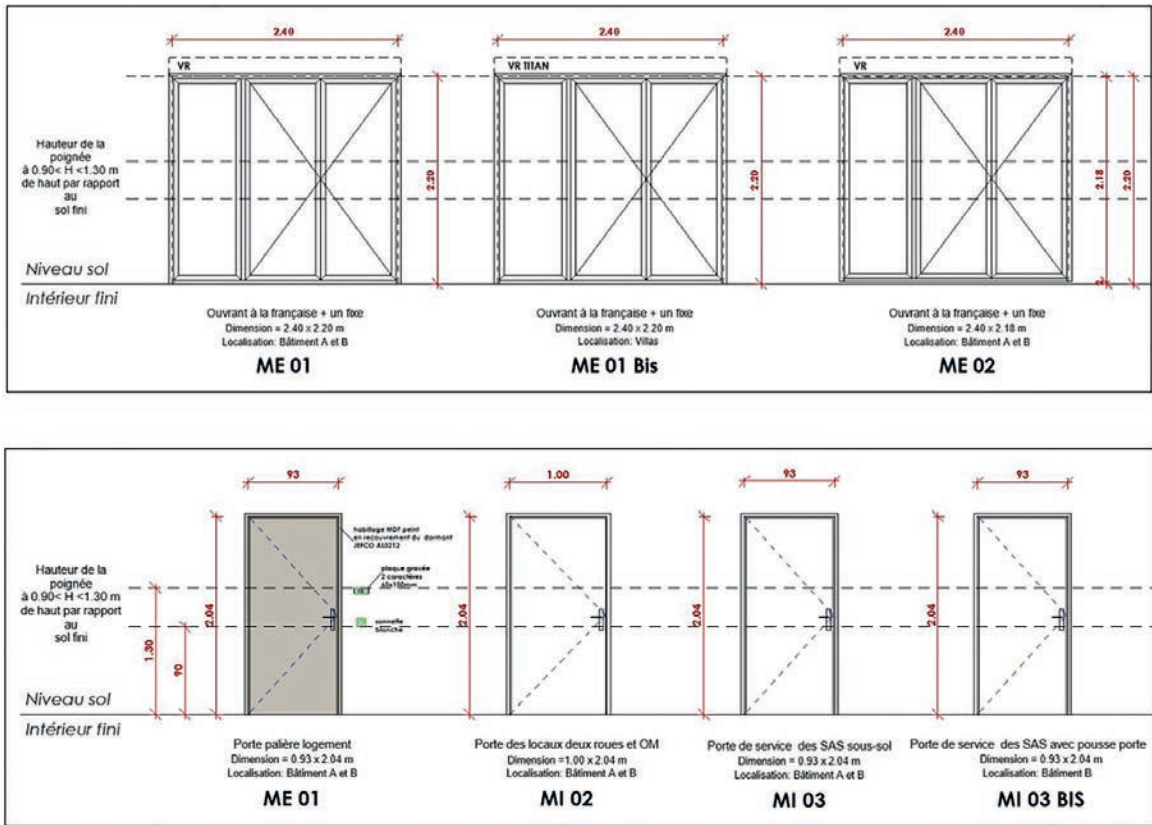 2.40
2.40
2.40
VR
VR TITAN
VR
Hauteur de la
poignée
à 0.90< H <1.30 m
de haut par rapport
au
sol fini
2.20
2.20
2.18
2.20
Niveau sol
Intérieur fini
Ouvrant à la française + un fixe
Dimension = 2.40 x 2.20 m
Localisation: Bâtiment A et B
ME 01
Ouvrant à la française + un fixe
Dimension = 2.40 x 2.20 m
Localisation: Villas
ME 01 Bis
Ouvrant à la française + un fixe
Dimension = 2.40 x 2.18 m
Localisation: Bâtiment A et B
ME 02
93
1.00
93
93
habillage MDF peint
en recouvrement du dormant
plaque gravée
2 caractères
sonnette
blanche
Hauteur de la
poignée
à 0.90< H <1.30 m
de haut par rapport
au
sol fini
1.30
90
2.04
2.04
2.04
2.04
Niveau sol
Intérieur fini
Porte palière logement
Dimension = 0.93 x 2.04 m
Localisation: Bâtiment A et B
ME 01
Porte des locaux deux roues et OM
Dimension =1.00 x 2.04 m
Localisation: Bâtiment A et B
MI 02
Porte de service des SAS sous-sol
Dimension = 0.93 x 2.04 m
Localisation: Bâtiment A et B
MI 03
Porte de service des SAS avec pousse porte
Dimension = 0.93 x 2.04 m
Localisation: Bâtiment B
MI 03 BIS